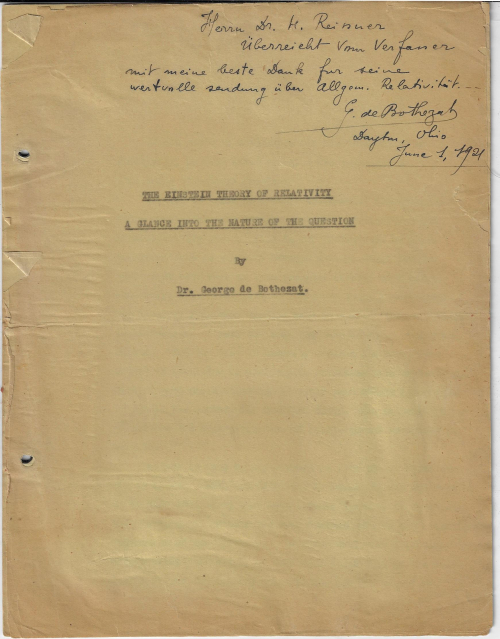 Herrn Dr. H. Reissner
Überreicht vom Verfasser
mit meine beste Dank für seine
wertvolle sendung über Allgem. Relativität.--
G. de Bothezat
Dayton, Ohio
June 1, 1921
THE EINSTEIN THEORY OF RELATIVITY
A GLANCE INTO THE NATURE OF THE QUESTION
By
Dr. George de Bothezat.